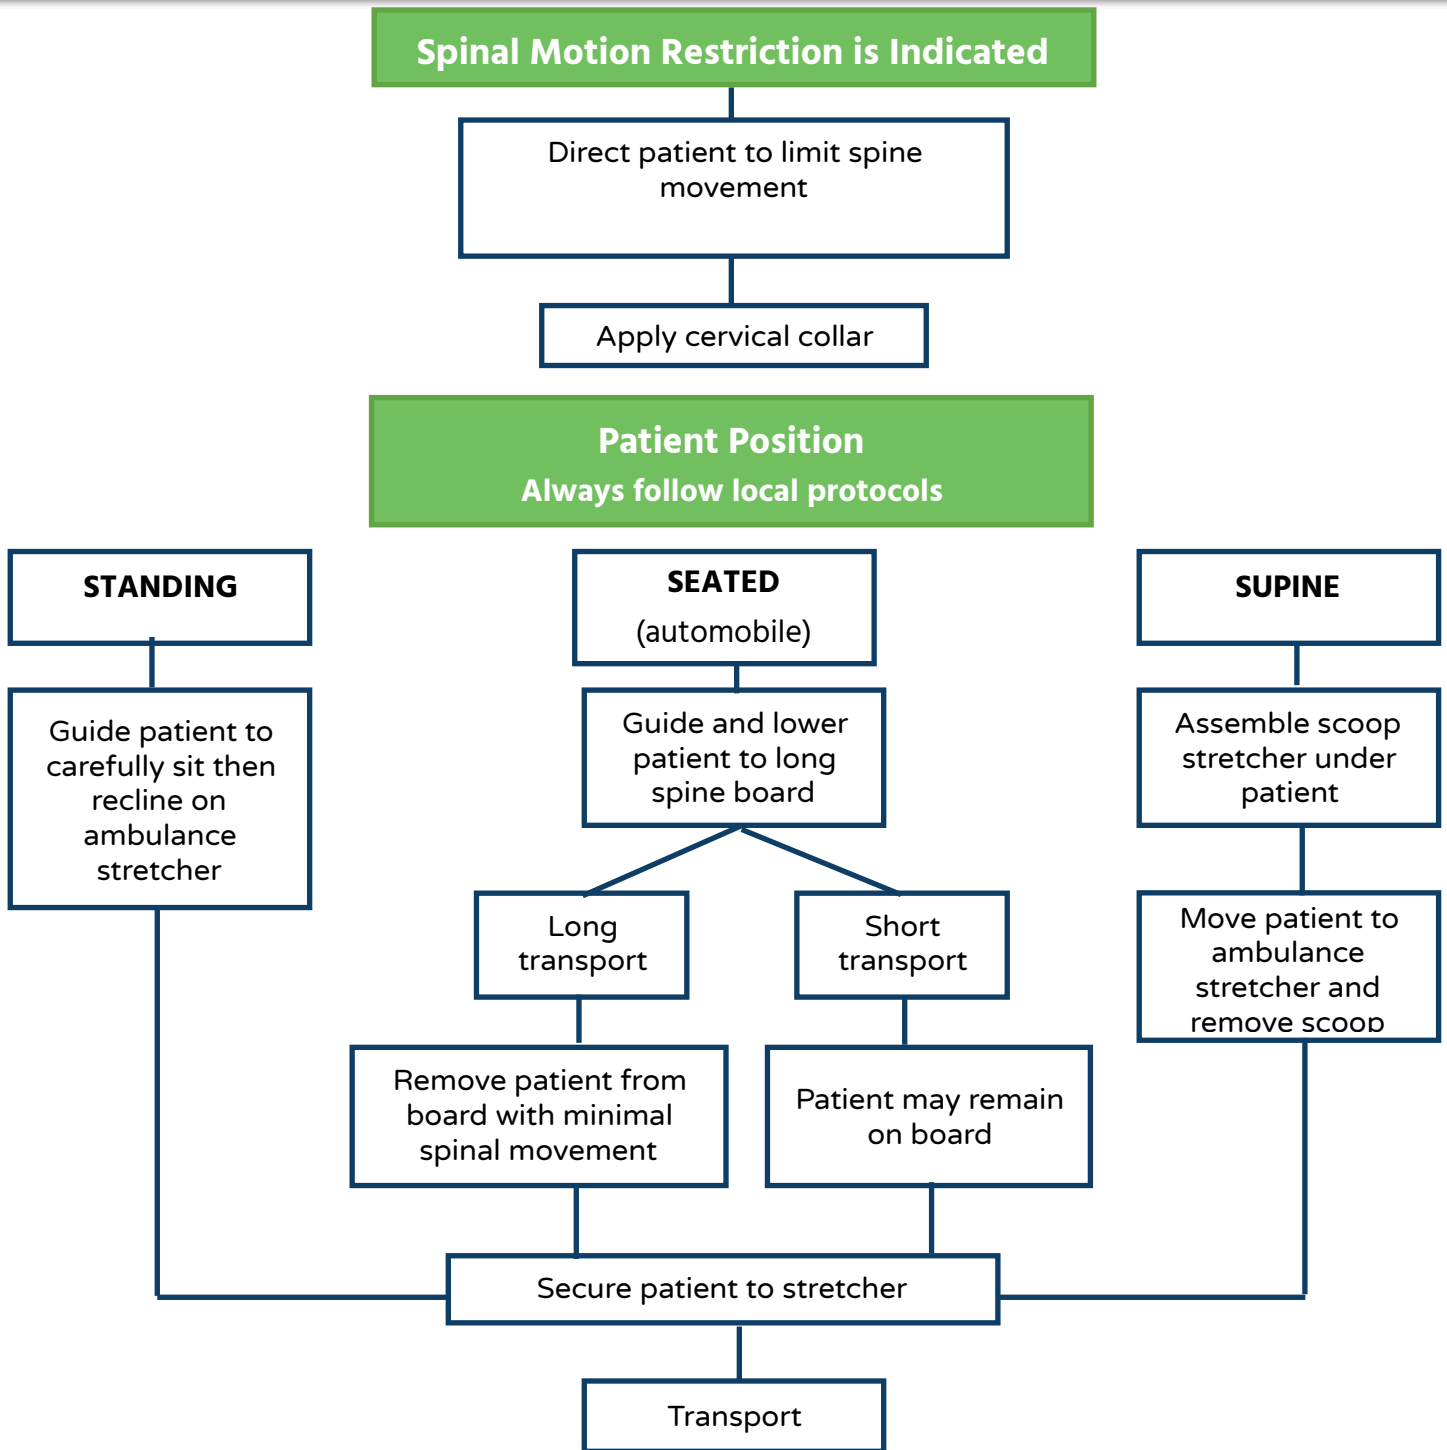 Spinal Motion Restriction is Indicated
Direct patient to limit spine
movement
Apply cervical collar
Patient Position
Always follow local protocols
STANDING
Guide patient to
carefully sit then
recline on
ambulance
stretcher
SEATED
(automobile)
Guide and lower
patient to long
spine board
Long
transport
Remove patient from
board with minimal
spinal movement
Short
transport
Patient may remain
on board
SUPINE
Assemble scoop
stretcher under
patient
Move patient to
ambulance
stretcher and
remove scoop
Secure patient to stretcher
Transport